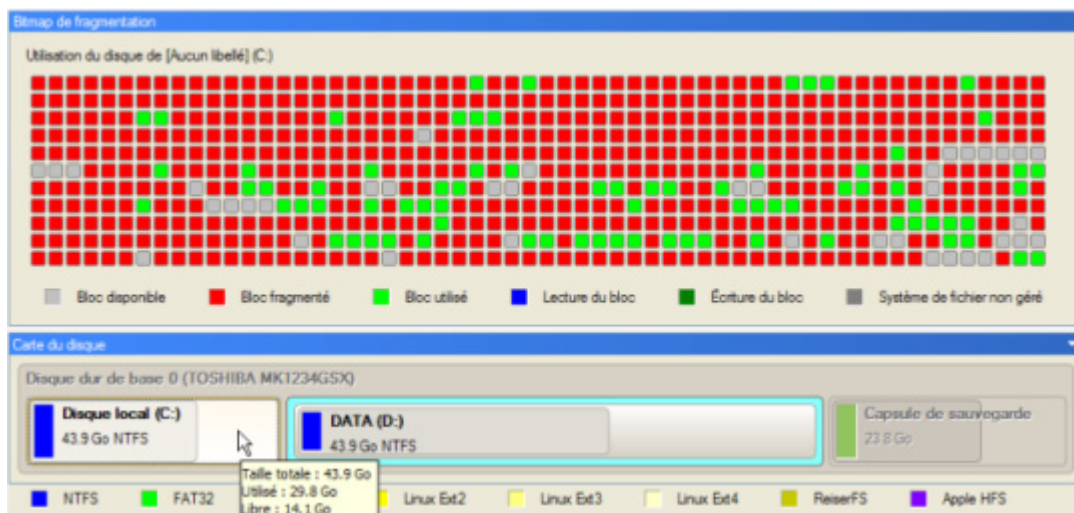 Bitmap de fragmentation
Utilisation du disque de [Aucun libellé] (C:)
Bloc disponible Bloc fragmenté Bloc utilisé Lecture du bloc Écriture du bloc Système de fichier non géré
Carte du disque
Disque dur de base 0 (TOSHIBA MK1234GSX)
Disque local (C:)
43.9 Go NTFS
DATA (D:)
43.9 Go NTFS
Capsule de sauvegarde
23.8 Go
Taille totale : 43.9 Go
Utilisé : 29.8 Go
Libre : 14.1 Go
NTFS FAT32 Linux Ext2 Linux Ext3 Linux Ext4 ReiserFS Apple HFS